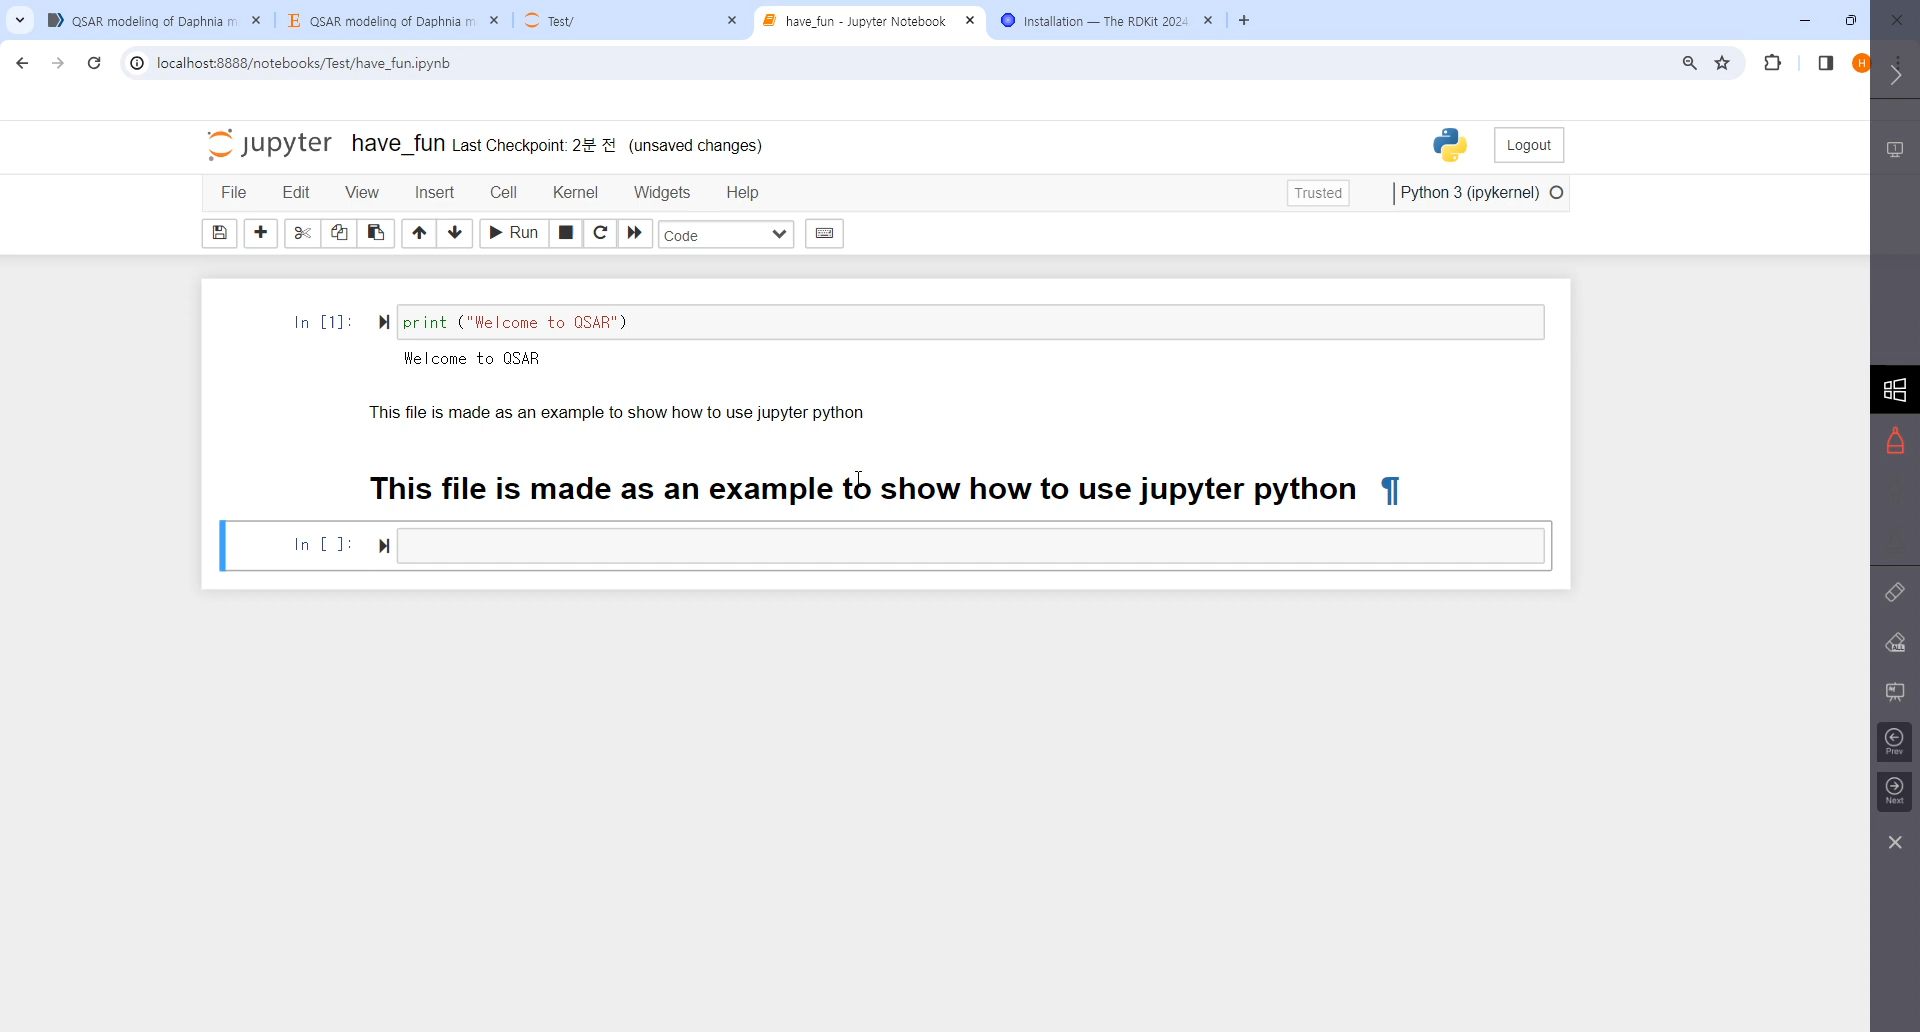 QSAR modeling of Daphnia m
QSAR modeling of Daphnia m
Test/
have_fun - Jupyter Notebook
Installation — The RDKit 2024
localhost:8888/notebooks/Test/have_fun.ipynb
H
jupyter have_fun Last Checkpoint: 2분 전 (unsaved changes)
Logout
File Edit View Insert Cell Kernel Widgets Help
Trusted
Python 3 (ipykernel)
Run
Code
In [1]: print ("Welcome to QSAR")
Welcome to QSAR
This file is made as an example to show how to use jupyter python
This file is made as an example to show how to use jupyter python ¶
In [ ]:
1
Prev
Next